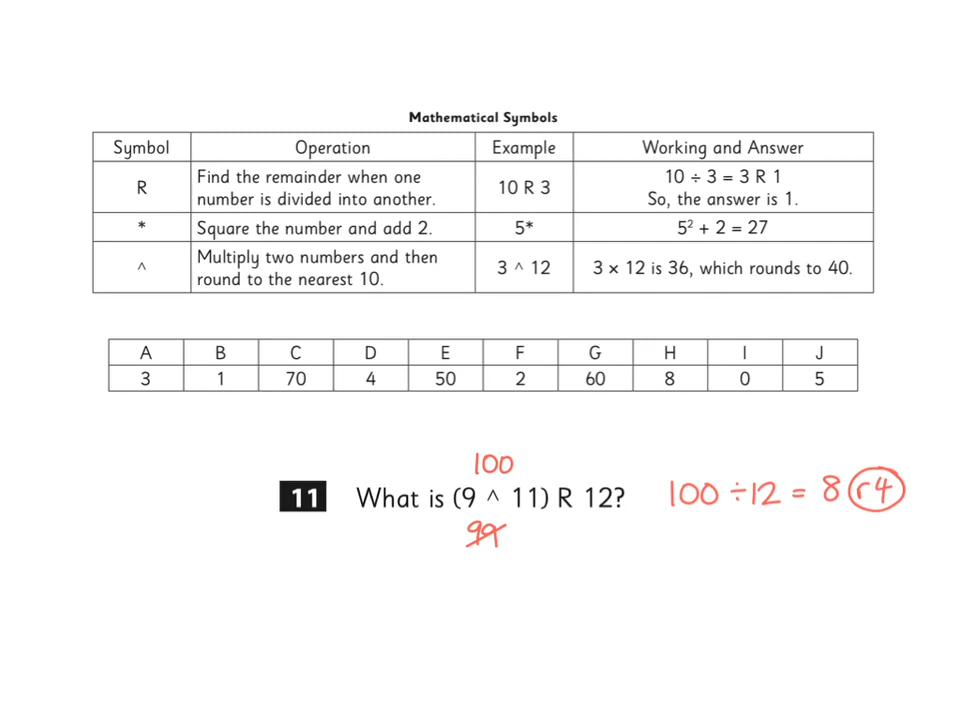 Mathematical Symbols
Symbol Operation Example Working and Answer
R Find the remainder when one number is divided into another. 10 R 3 10 ÷ 3 = 3 R 1 So, the answer is 1.
* Square the number and add 2. 5* 5² + 2 = 27
^ Multiply two numbers and then round to the nearest 10. 3 ^ 12 3 × 12 is 36, which rounds to 40.
A B C D E F G H I J
3 1 70 4 50 2 60 8 0 5
100
11 What is (9 ^ 11) R 12? 100 ÷ 12 = 8 r4
99